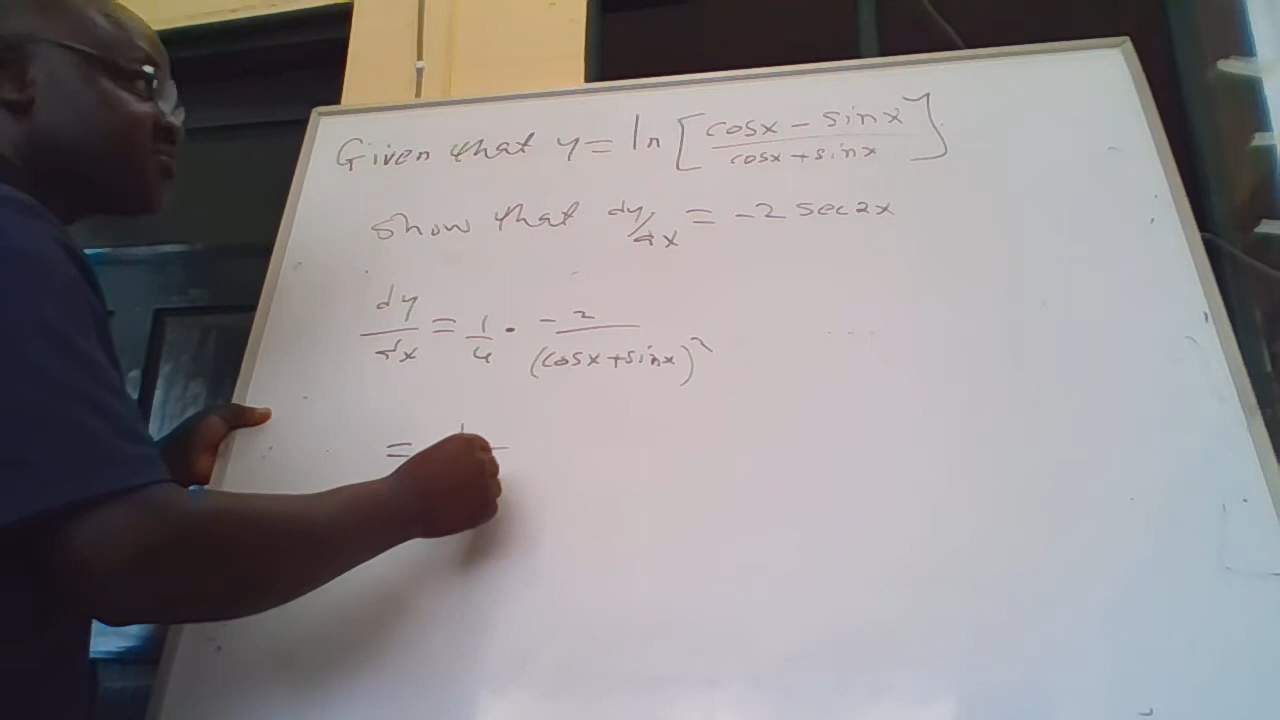 Given that y = ln [ (cosx - sinx) / (cosx + sinx) ]
show that dy/dx = -2 sec2x
dy/dx = 1/u · -2 / (cosx + sinx)²
= 1